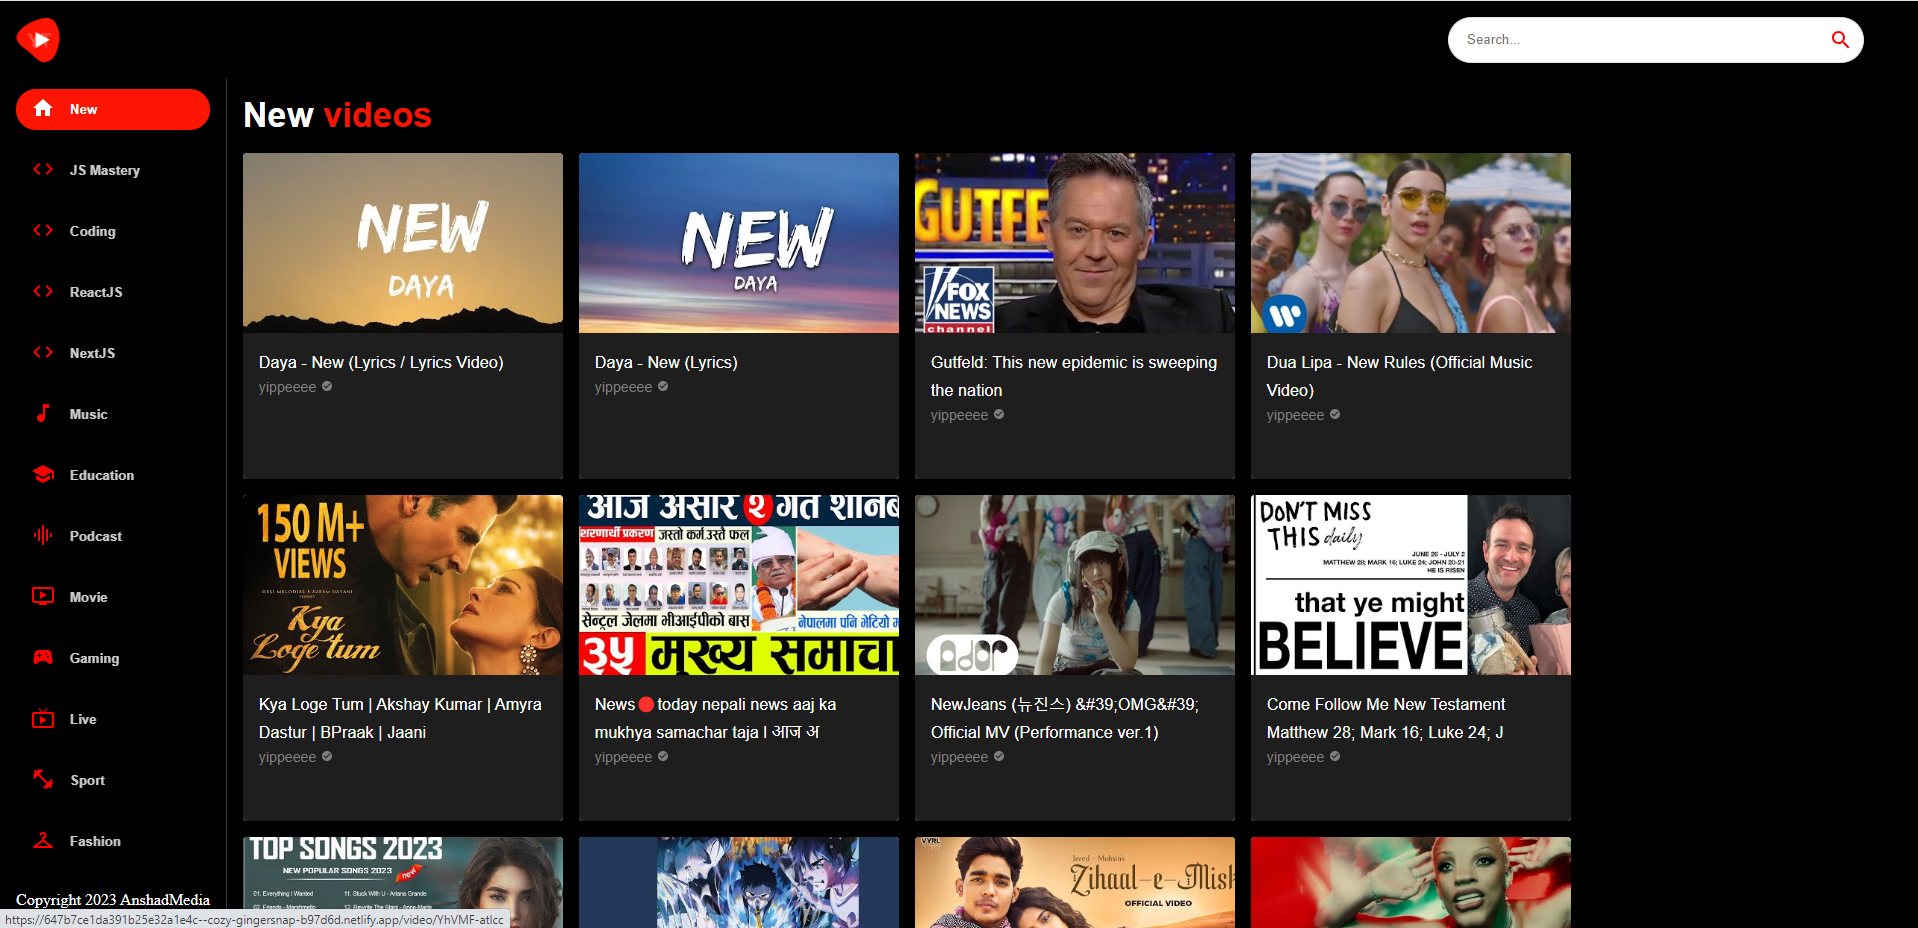 Search...
New
JS Mastery
Coding
ReactJS
NextJS
Music
Education
Podcast
Movie
Gaming
Live
Sport
Fashion
Copyright 2023 AnshadMedia
https://647b7ce1da391b25e32a1e4c--cozy-gingersnap-b97d6d.netlify.app/video/YhVMF-atlcc
New videos
NEW
DAYA
Daya - New (Lyrics / Lyrics Video)
yippeeee
NEW
DAYA
Daya - New (Lyrics)
yippeeee
GUTFE
FOX
NEWS
channel
Gutfeld: This new epidemic is sweeping
the nation
yippeeee
Dua Lipa - New Rules (Official Music
Video)
yippeeee
150 M+
VIEWS
Kya
Loge tum
Kya Loge Tum | Akshay Kumar | Amyra
Dastur | BPraak | Jaani
yippeeee
आज असार २ गते शनिब
शरणार्थी प्रकरण जस्तो कर्म.उस्तै फल
सेन्ट्रल जेलमा भीआईपीको बास
नेपालमा पनि भेटियो म
३५ मुख्य समाचा
News🔴today nepali news aaj ka
mukhya samachar taja l आज अ
yippeeee
ador
NewJeans (뉴진스) &#39;OMG&#39;
Official MV (Performance ver.1)
yippeeee
DON'T MISS
THIS daily
JUNE 26 - JULY 2
MATTHEW 28; MARK 16; LUKE 24; JOHN 20-21
HE IS RISEN
that ye might
BELIEVE
Come Follow Me New Testament
Matthew 28; Mark 16; Luke 24; J
yippeeee
TOP SONGS 2023
NEW POPULAR SONGS 2023
new
01. Everything I Wanted
11. Stuck With U - Ariana Grande
02. Friends - Marshmello
12. Rewrite The Stars - Anne-Marie
VYRL
Javed - Mohsin's
Zihaal-e-Misk
OFFICIAL VIDEO